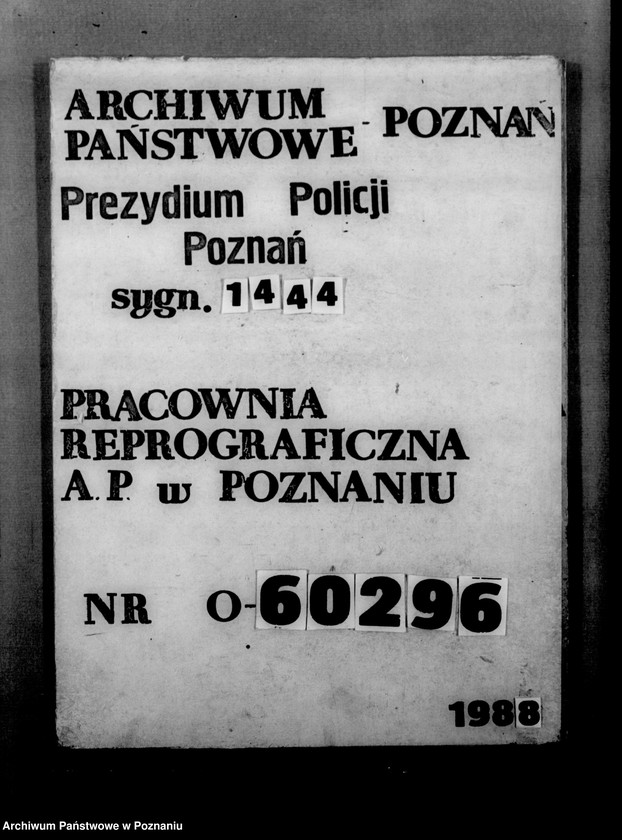 ARCHIWUM
PAŃSTWOWE - POZNAŃ
Prezydium Policji
Poznań
sygn. 1444
PRACOWNIA
REPROGRAFICZNA
A.P. w POZNANIU
NR O-60296
1988
Archiwum Państwowe w Poznaniu